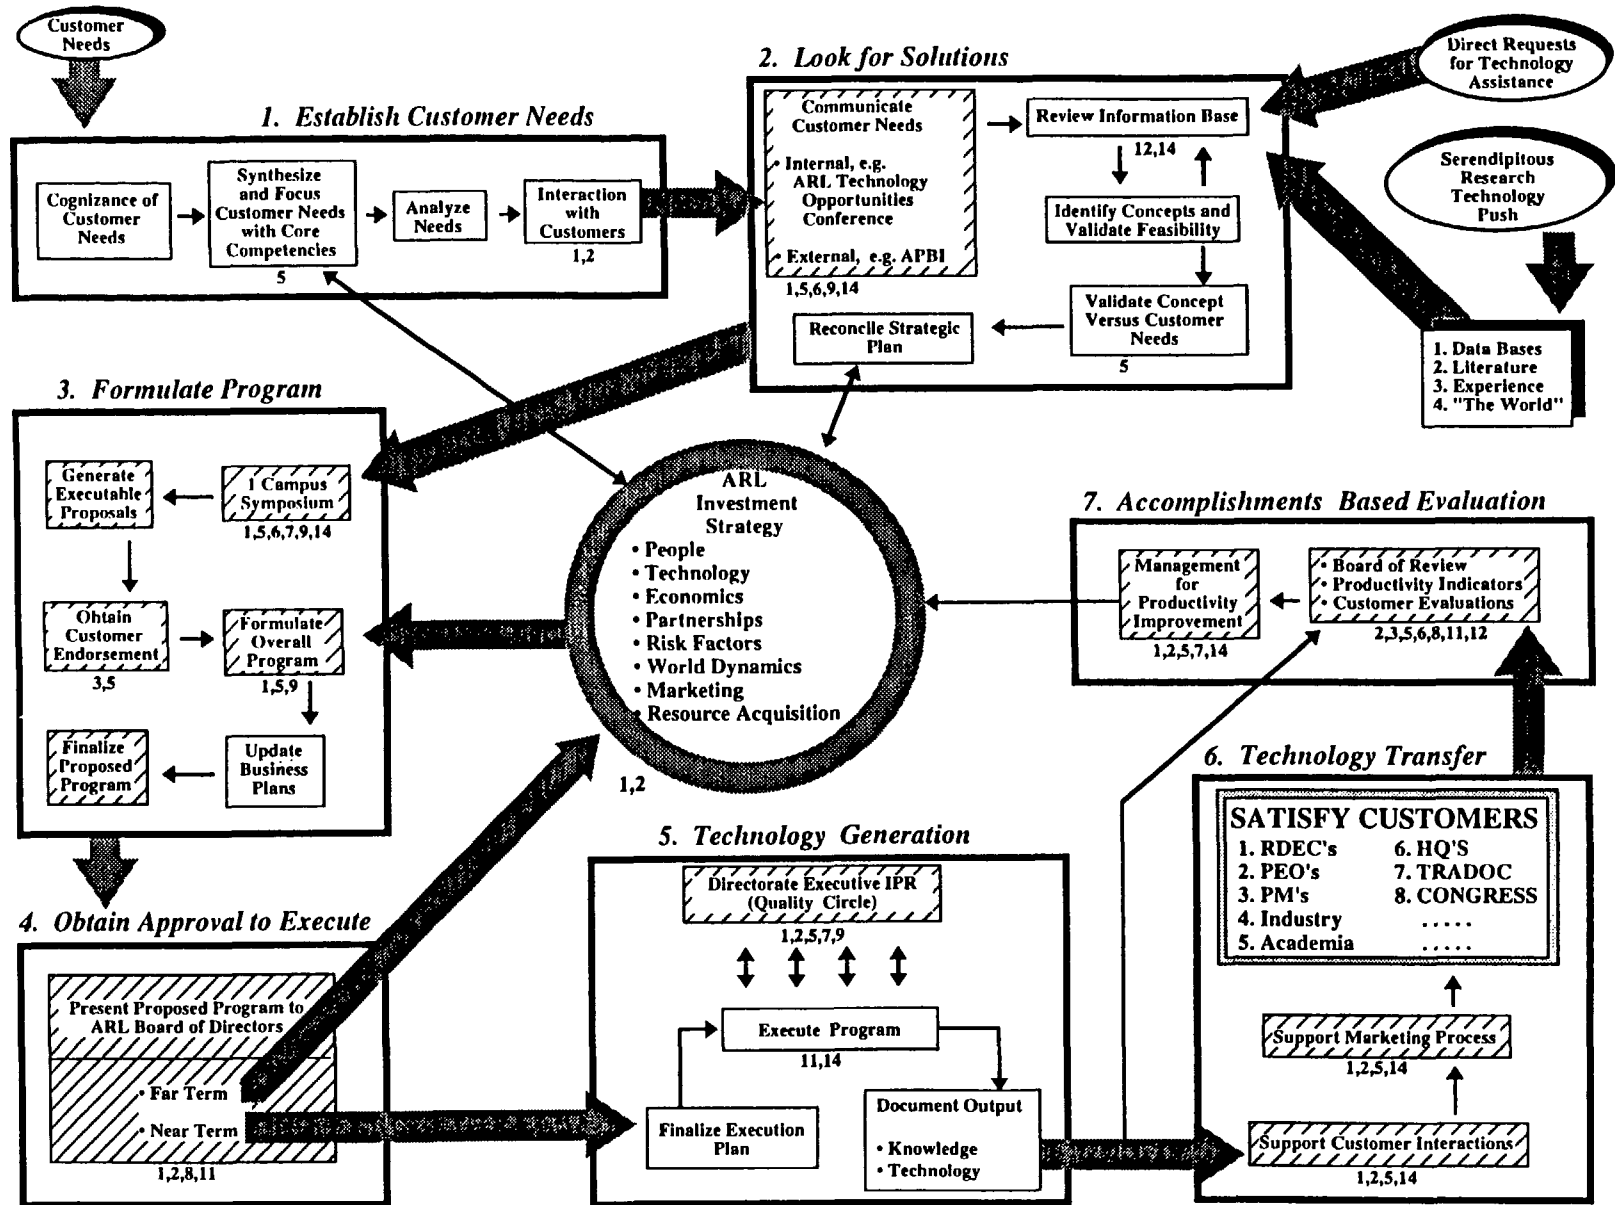 Customer
Needs
1. Establish Customer Needs
Cognizance of
Customer
Needs
Synthesize
and Focus
Customer Needs
with Core
Competencies
5
Analyze
Needs
Interaction
with
Customers
1,2
2. Look for Solutions
Communicate
Customer Needs
• Internal, e.g.
ARL Technology
Opportunities
Conference
• External, e.g. APBI
1,5,6,9,14
Review Information Base
12,14
Identify Concepts and
Validate Feasibility
Validate Concept
Versus Customer
Needs
5
Reconcile Strategic
Plan
Direct Requests
for Technology
Assistance
Serendipitous
Research
Technology
Push
1. Data Bases
2. Literature
3. Experience
4. "The World"
3. Formulate Program
Generate
Executable
Proposals
1 Campus
Symposium
1,5,6,7,9,14
Obtain
Customer
Endorsement
3,5
Formulate
Overall
Program
1,5,9
Finalize
Proposed
Program
Update
Business
Plans
ARL
Investment
Strategy
• People
• Technology
• Economics
• Partnerships
• Risk Factors
• World Dynamics
• Marketing
• Resource Acquisition
1,2
7. Accomplishments Based Evaluation
Management
for
Productivity
Improvement
1,2,5,7,14
• Board of Review
• Productivity Indicators
• Customer Evaluations
2,3,5,6,8,11,12
4. Obtain Approval to Execute
Present Proposed Program to
ARL Board of Directors
• Far Term
• Near Term
1,2,8,11
5. Technology Generation
Directorate Executive IPR
(Quality Circle)
1,2,5,7,9
Execute Program
11,14
Finalize Execution
Plan
Document Output
• Knowledge
• Technology
6. Technology Transfer
SATISFY CUSTOMERS
1. RDEC's
2. PEO's
3. PM's
4. Industry
5. Academia
6. HQ'S
7. TRADOC
8. CONGRESS
.....
.....
Support Marketing Process
1,2,5,14
Support Customer Interactions
1,2,5,14